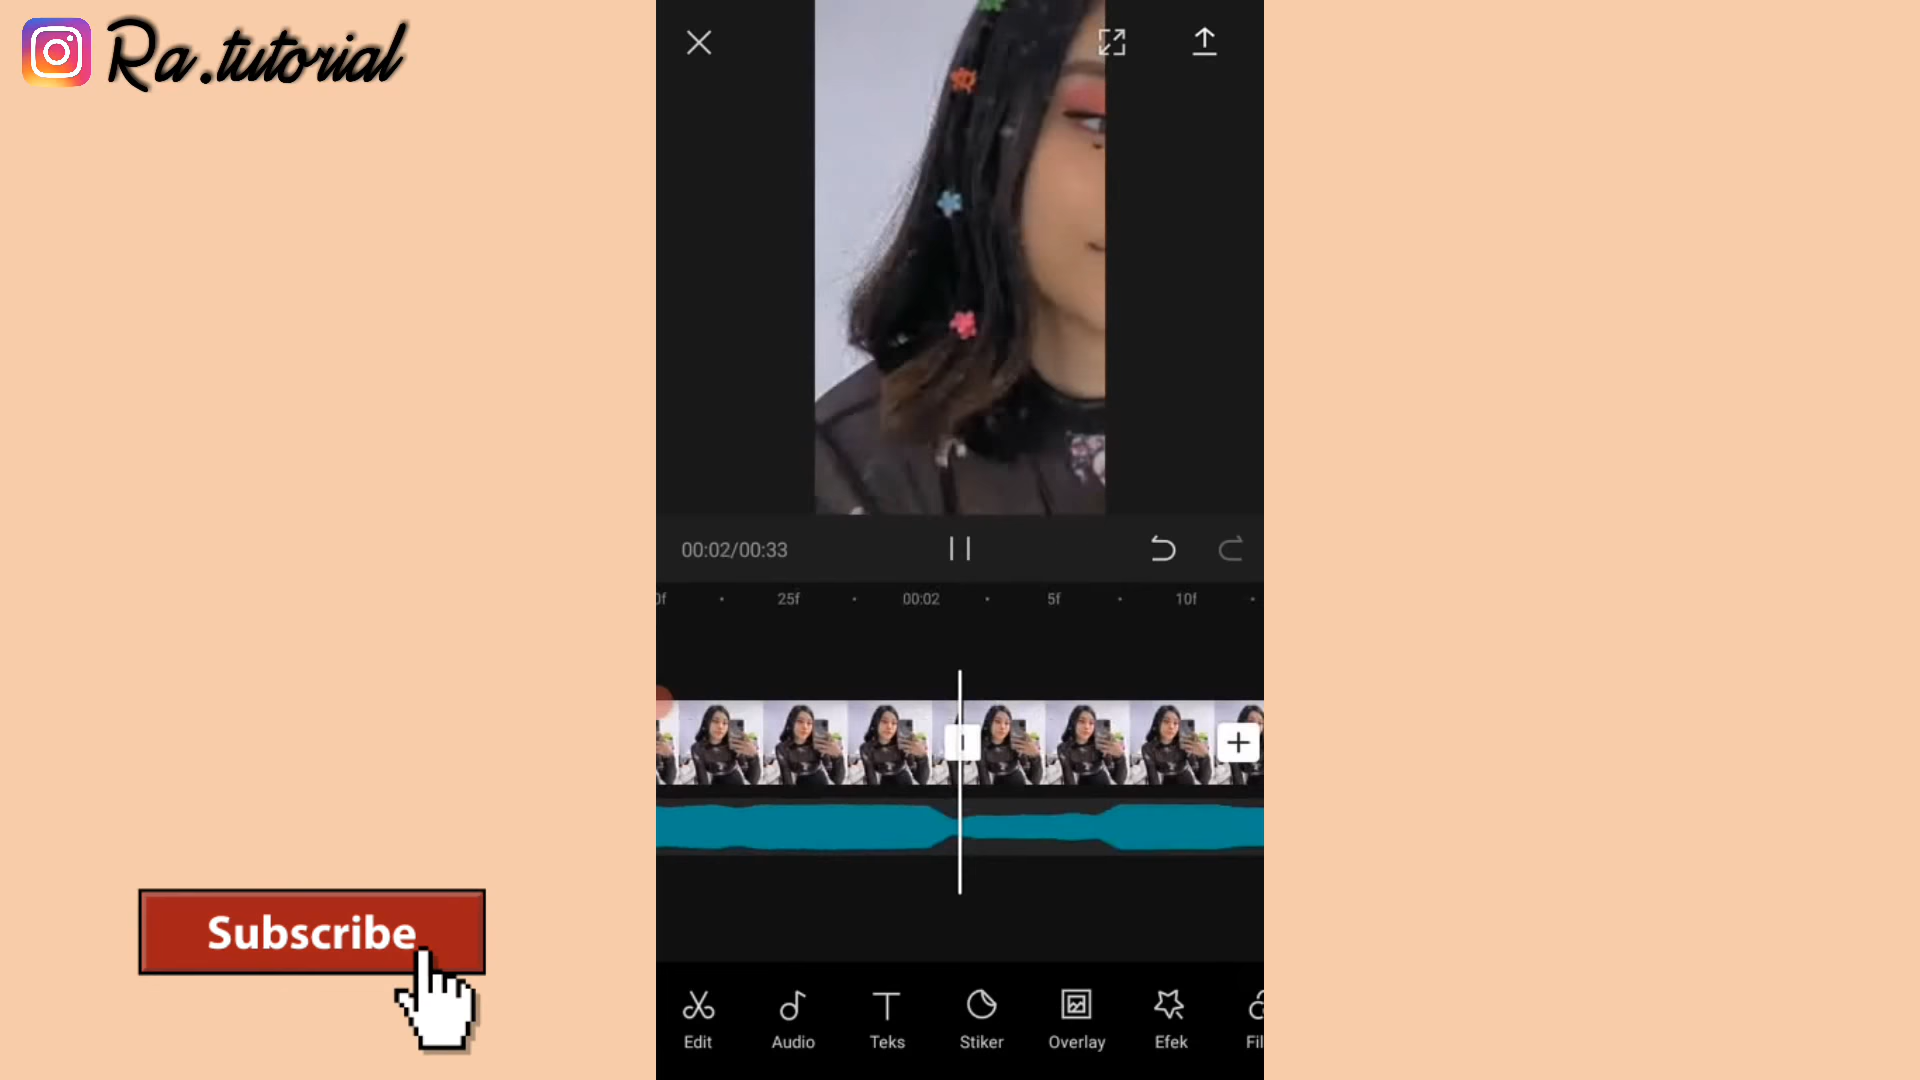 Ra.tutorial
00:02/00:33
0f
25f
00:02
5f
10f
Subscribe
Edit
Audio
Teks
Stiker
Overlay
Efek
Fil